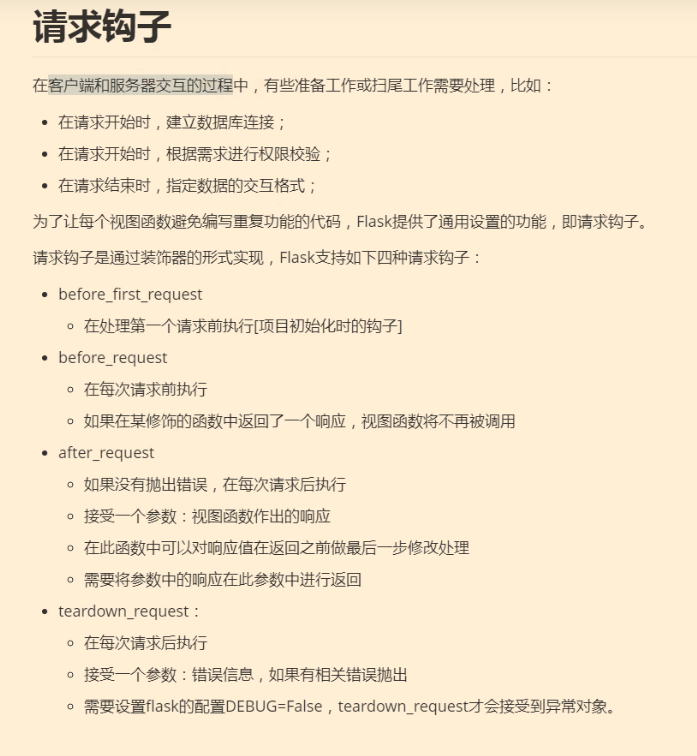 请求钩子
在客户端和服务器交互的过程中，有些准备工作或扫尾工作需要处理，比如：
在请求开始时，建立数据库连接；
在请求开始时，根据需求进行权限校验；
在请求结束时，指定数据的交互格式；
为了让每个视图函数避免编写重复功能的代码，Flask提供了通用设置的功能，即请求钩子。
请求钩子是通过装饰器的形式实现，Flask支持如下四种请求钩子：
before_first_request
在处理第一个请求前执行[项目初始化时的钩子]
before_request
在每次请求前执行
如果在某修饰的函数中返回了一个响应，视图函数将不再被调用
after_request
如果没有抛出错误，在每次请求后执行
接受一个参数：视图函数作出的响应
在此函数中可以对响应值在返回之前做最后一步修改处理
需要将参数中的响应在此参数中进行返回
teardown_request：
在每次请求后执行
接受一个参数：错误信息，如果有相关错误抛出
需要设置flask的配置DEBUG=False，teardown_request才会接受到异常对象。